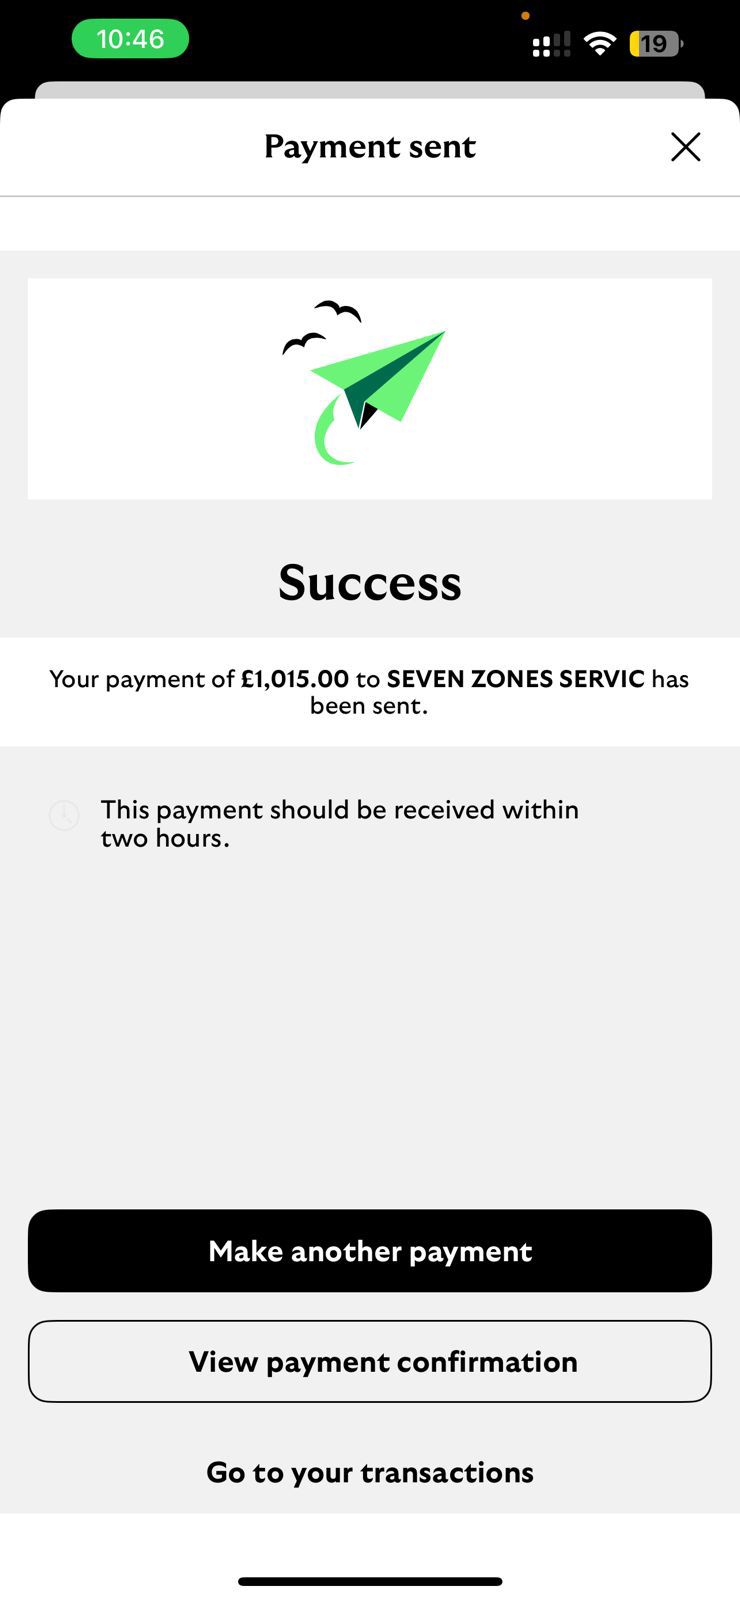 10:46
19
Payment sent
Success
Your payment of £1,015.00 to SEVEN ZONES SERVIC has
been sent.
This payment should be received within
two hours.
Make another payment
View payment confirmation
Go to your transactions